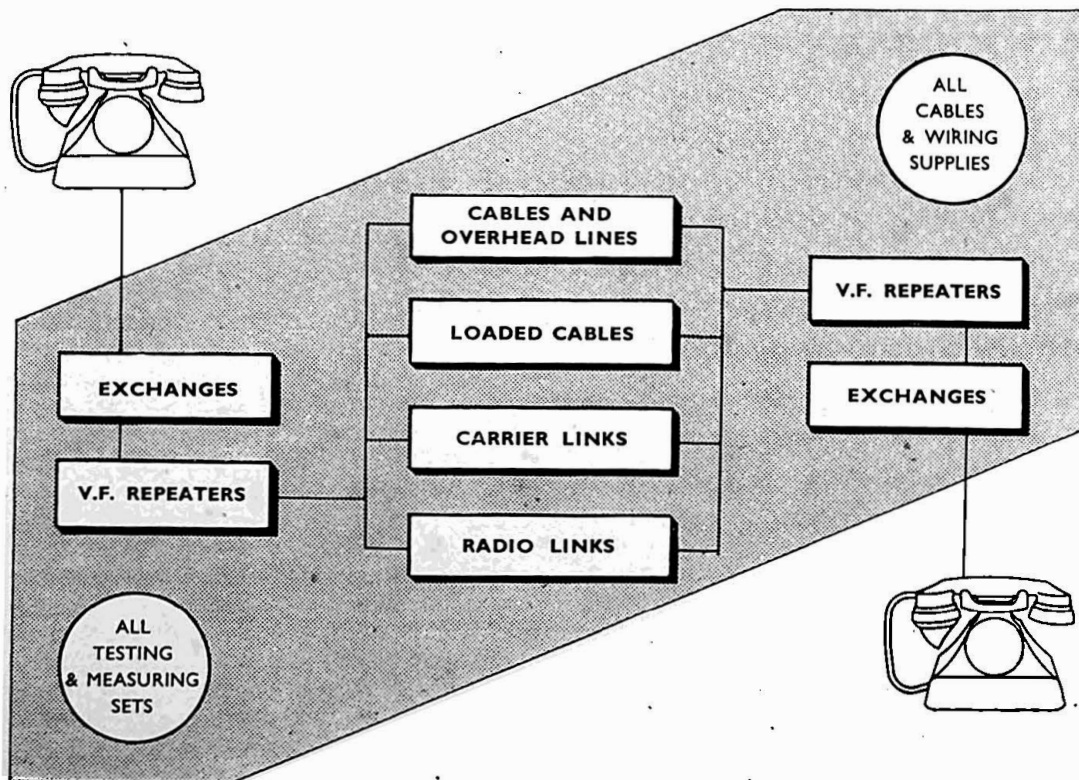 ALL
CABLES
& WIRING
SUPPLIES
CABLES AND
OVERHEAD LINES
V.F. REPEATERS
LOADED CABLES
EXCHANGES
EXCHANGES
CARRIER LINKS
V.F. REPEATERS
RADIO LINKS
ALL
TESTING
& MEASURING
SETS